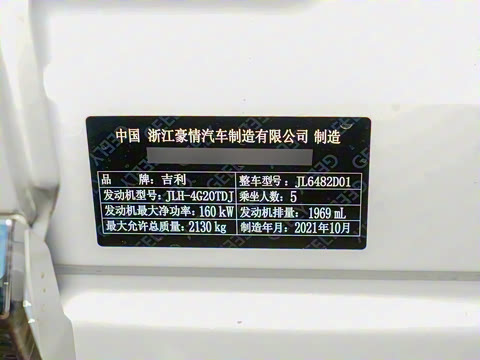 中国 浙江豪情汽车制造有限公司 制造
品 牌：吉利 整车型号：JL6482D01
发动机型号：JLH-4G20TDJ 乘坐人数：5
发动机最大净功率：160 kW 发动机排量：1969 mL
最大允许总质量：2130 kg 制造年月：2021年10月